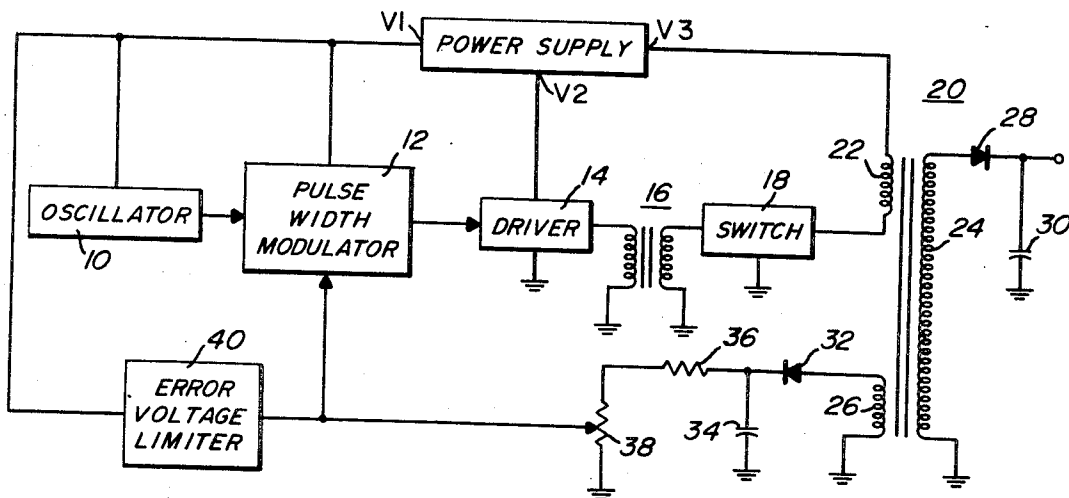 V1
POWER SUPPLY
V3
V2
20
28
12
22
14
16
18
PULSE
WIDTH
MODULATOR
OSCILLATOR
10
DRIVER
SWITCH
24
30
40
ERROR
VOLTAGE
LIMITER
36
32
26
34
38